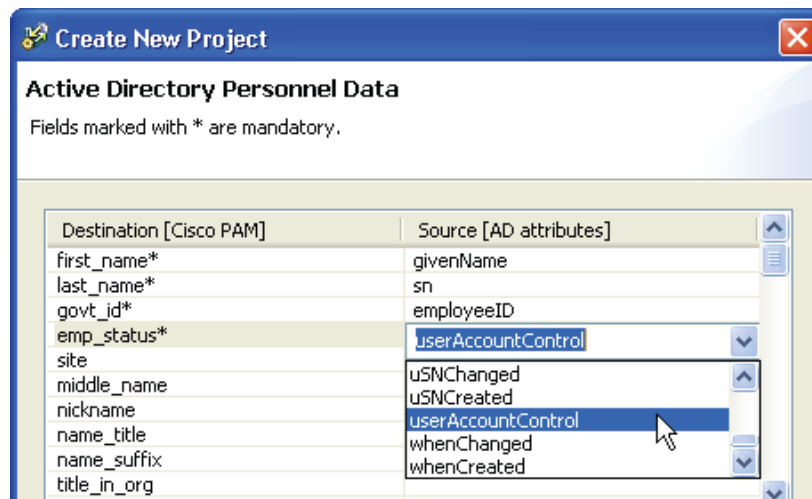 Create New Project
Active Directory Personnel Data
Fields marked with * are mandatory.
Destination [Cisco PAM] Source [AD attributes]
first_name* givenName
last_name* sn
govt_id* employeeID
emp_status* userAccountControl
site
uSNChanged
middle_name
uSNCreated
nickname
userAccountControl
name_title
whenChanged
name_suffix
whenCreated
title_in_org